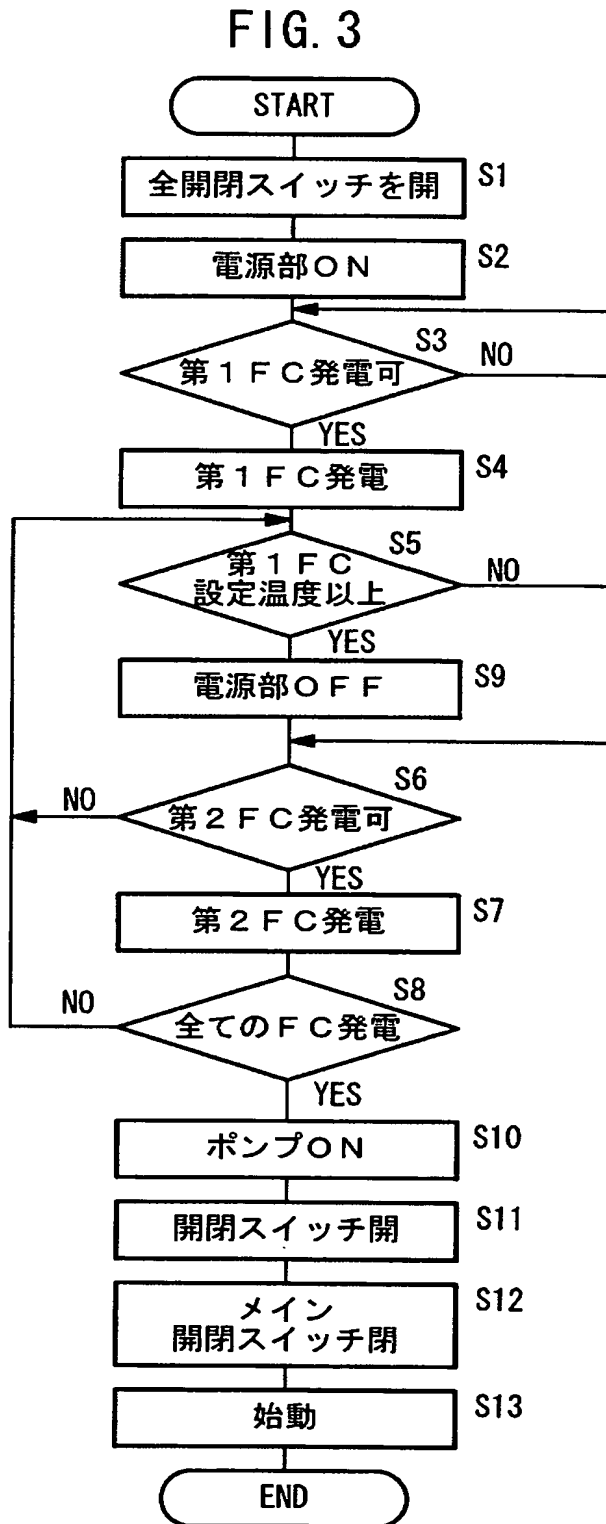 FIG. 3
START
全開閉スイッチを開 S1
電源部ON S2
S3
第1FC発電可 NO
YES
第1FC発電 S4
S5
第1FC NO
設定温度以上
YES
電源部OFF S9
S6
NO 第2FC発電可
YES
第2FC発電 S7
S8
NO 全てのFC発電
YES
ポンプON S10
開閉スイッチ開 S11
メイン S12
開閉スイッチ閉
始動 S13
END